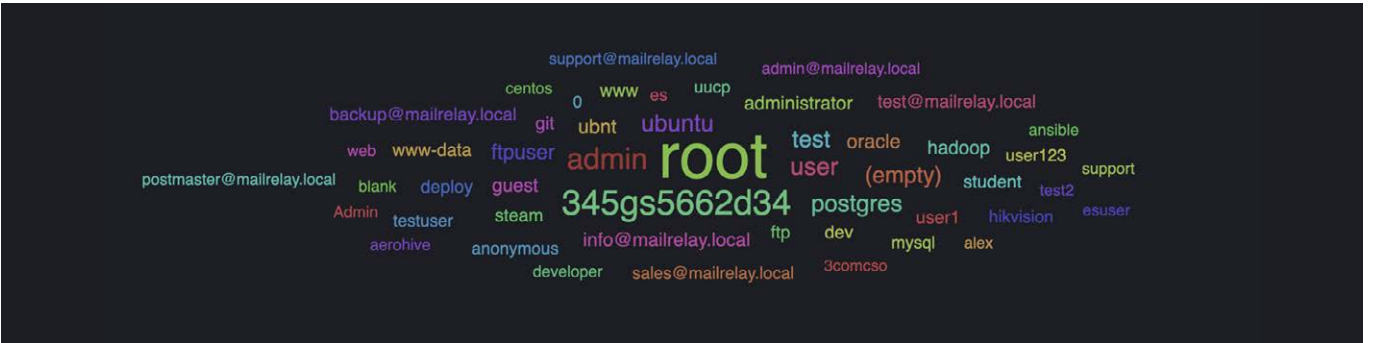 support@mailrelay.local
admin@mailrelay.local
centos 0 www es uucp administrator test@mailrelay.local
backup@mailrelay.local git ubnt ubuntu ansible
web www-data ftpuser admin root test oracle hadoop user123
user (empty) student support
postmaster@mailrelay.local blank deploy guest test2
345gs5662d34 postgres
Admin testuser steam user1 hikvision esuser
aerohive anonymous info@mailrelay.local ftp dev mysql alex
developer sales@mailrelay.local 3comcso